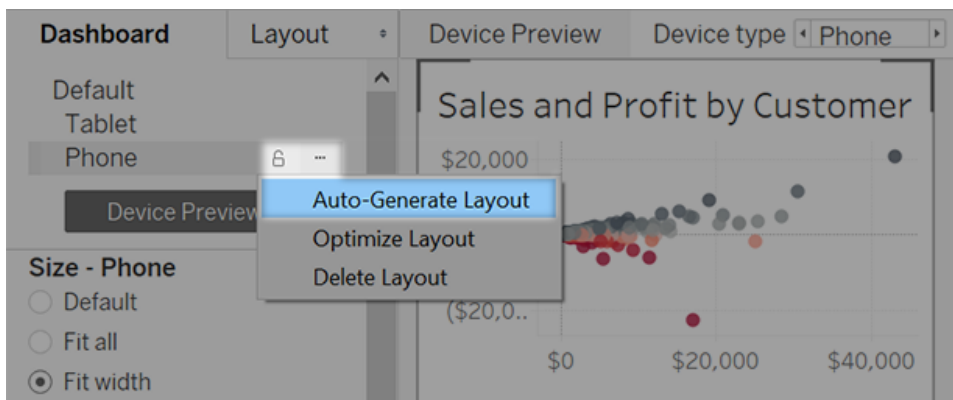 Dashboard
Layout
Device Preview
Device type
Phone
Default
Tablet
Phone
Device Preview
Auto-Generate Layout
Optimize Layout
Delete Layout
Size - Phone
Default
Fit all
Fit width
Sales and Profit by Customer
$20,000
($20,0..
$0
$20,000
$40,000